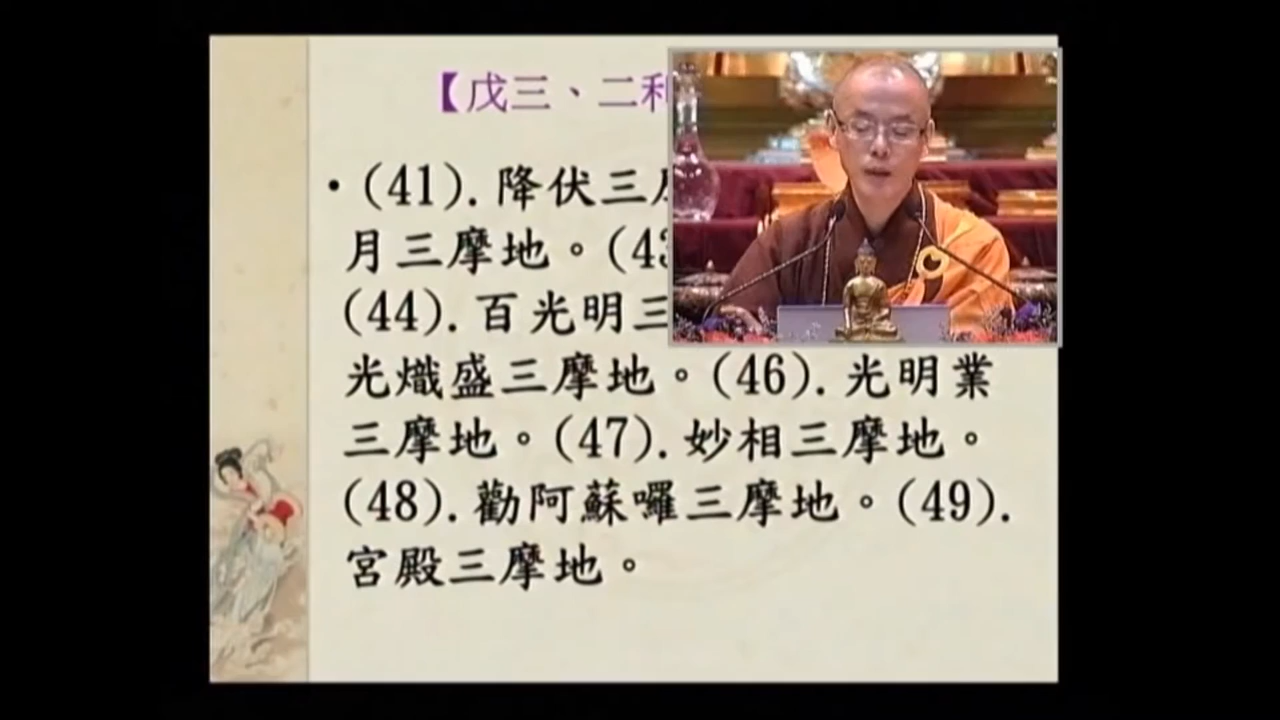 【戊三、二利
•(41).降伏三
月三摩地。(43
(44).百光明三
光熾盛三摩地。(46).光明業
三摩地。(47).妙相三摩地。
(48).勸阿蘇囉三摩地。(49).
宮殿三摩地。